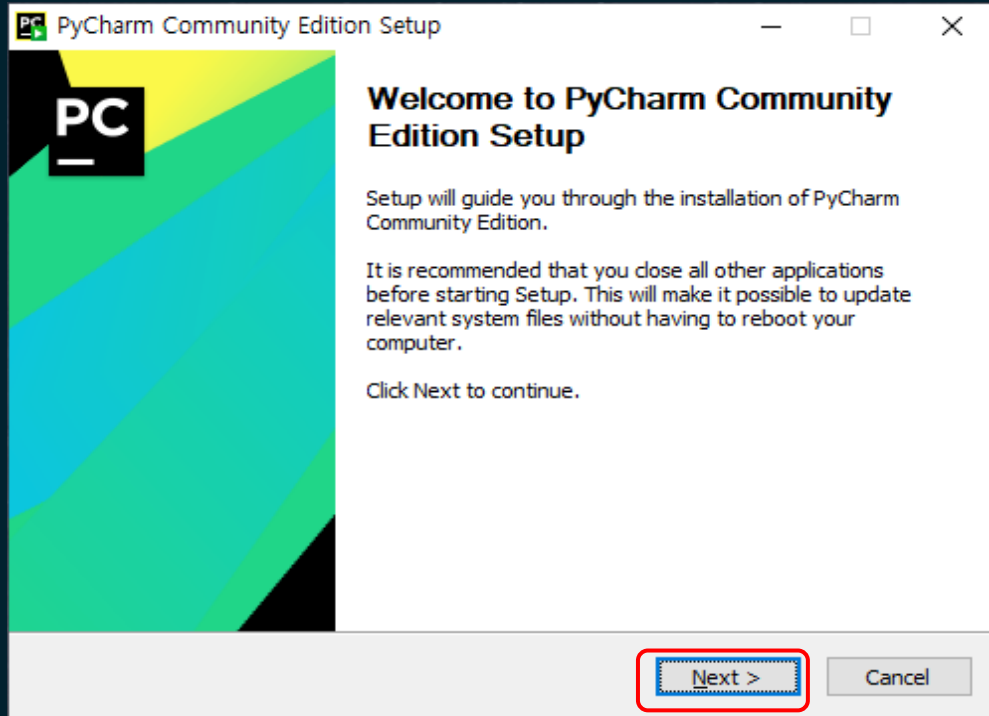 PyCharm Community Edition Setup
PC
Welcome to PyCharm Community
Edition Setup
Setup will guide you through the installation of PyCharm
Community Edition.
It is recommended that you close all other applications
before starting Setup. This will make it possible to update
relevant system files without having to reboot your
computer.
Click Next to continue.
Next >
Cancel